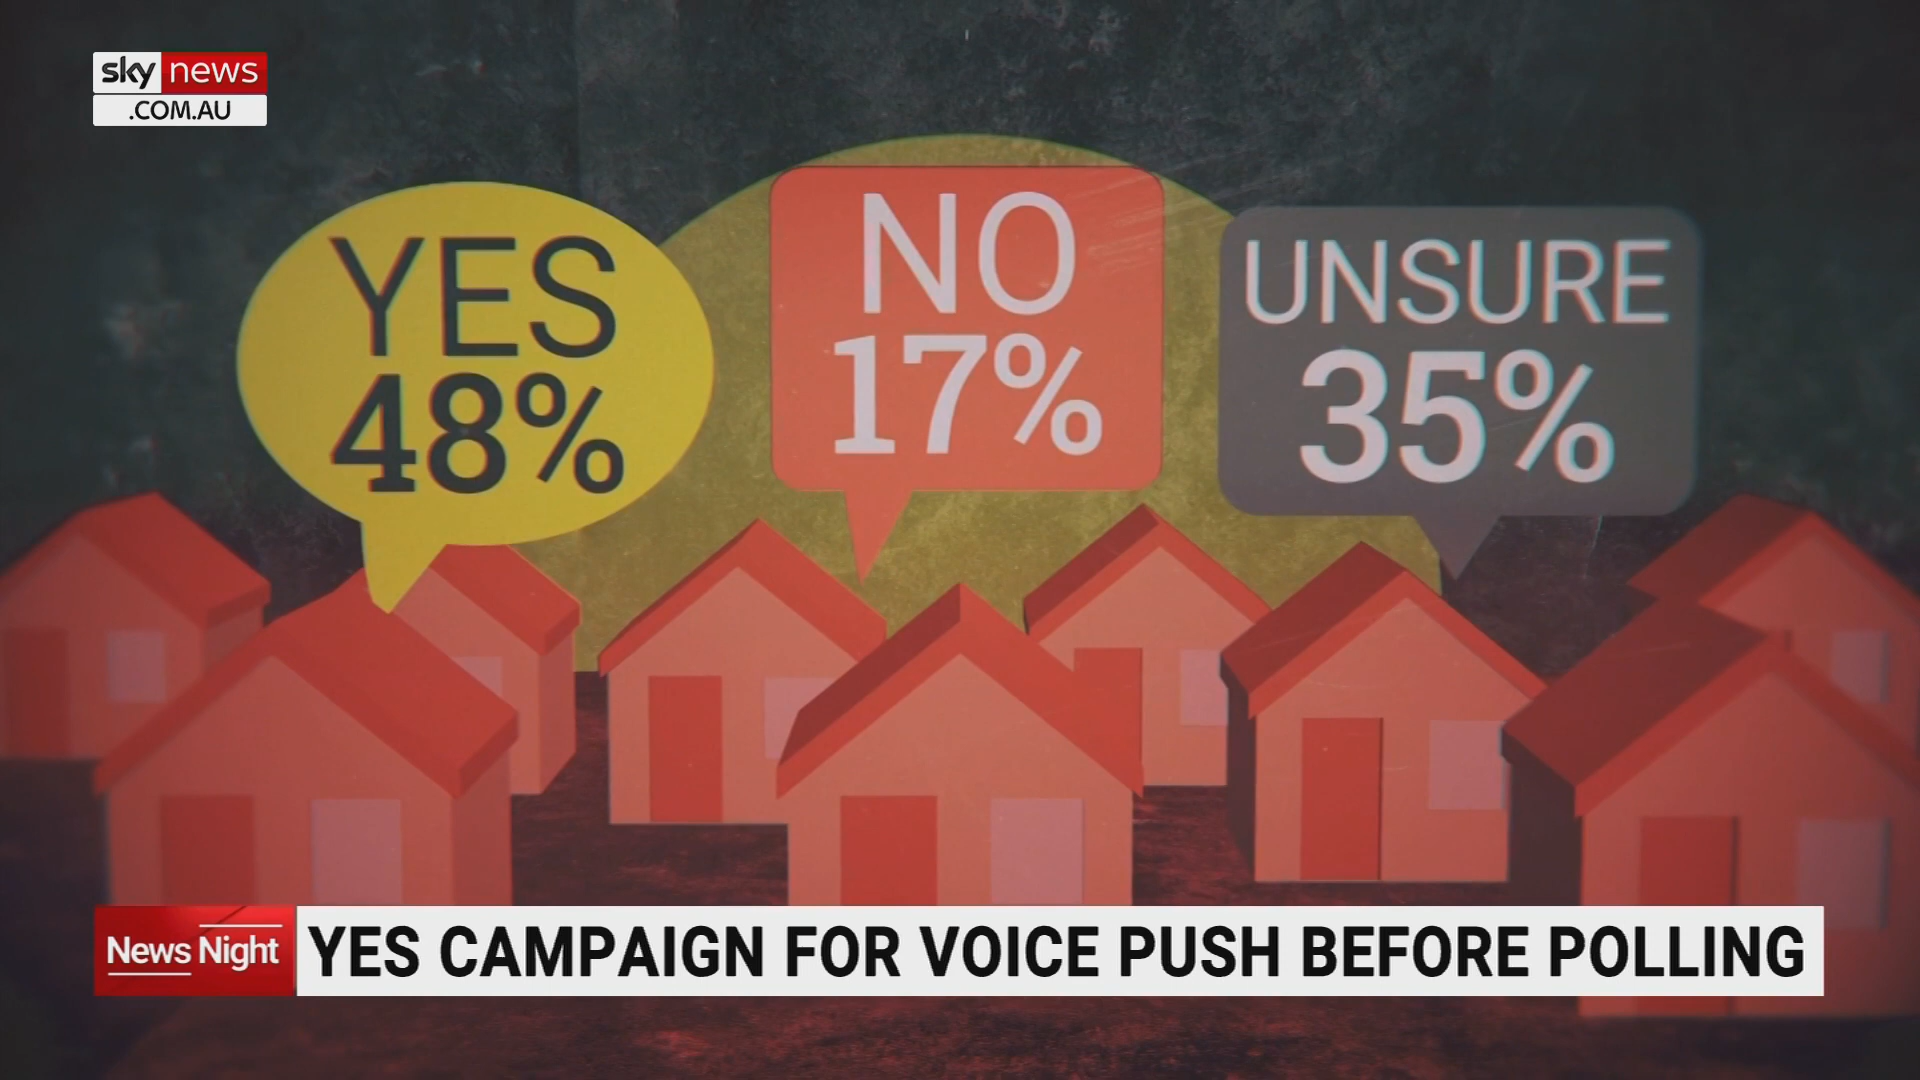 sky news
.COM.AU
YES
48%
NO
17%
UNSURE
35%
News Night
YES CAMPAIGN FOR VOICE PUSH BEFORE POLLING